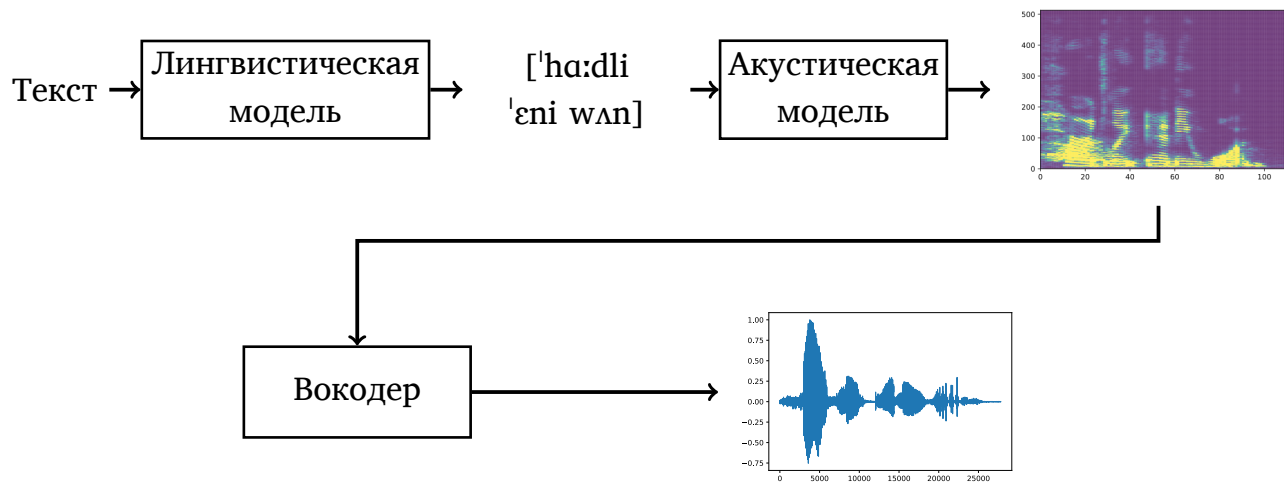 Текст
Лингвистическая
модель
[ˈhɑːdli
ˈɛni wʌn]
Акустическая
модель
500
400
300
200
100
0
0 20 40 60 80 100
Вокодер
1.00
0.75
0.50
0.25
0.00
−0.25
−0.50
−0.75
0 5000 10000 15000 20000 25000